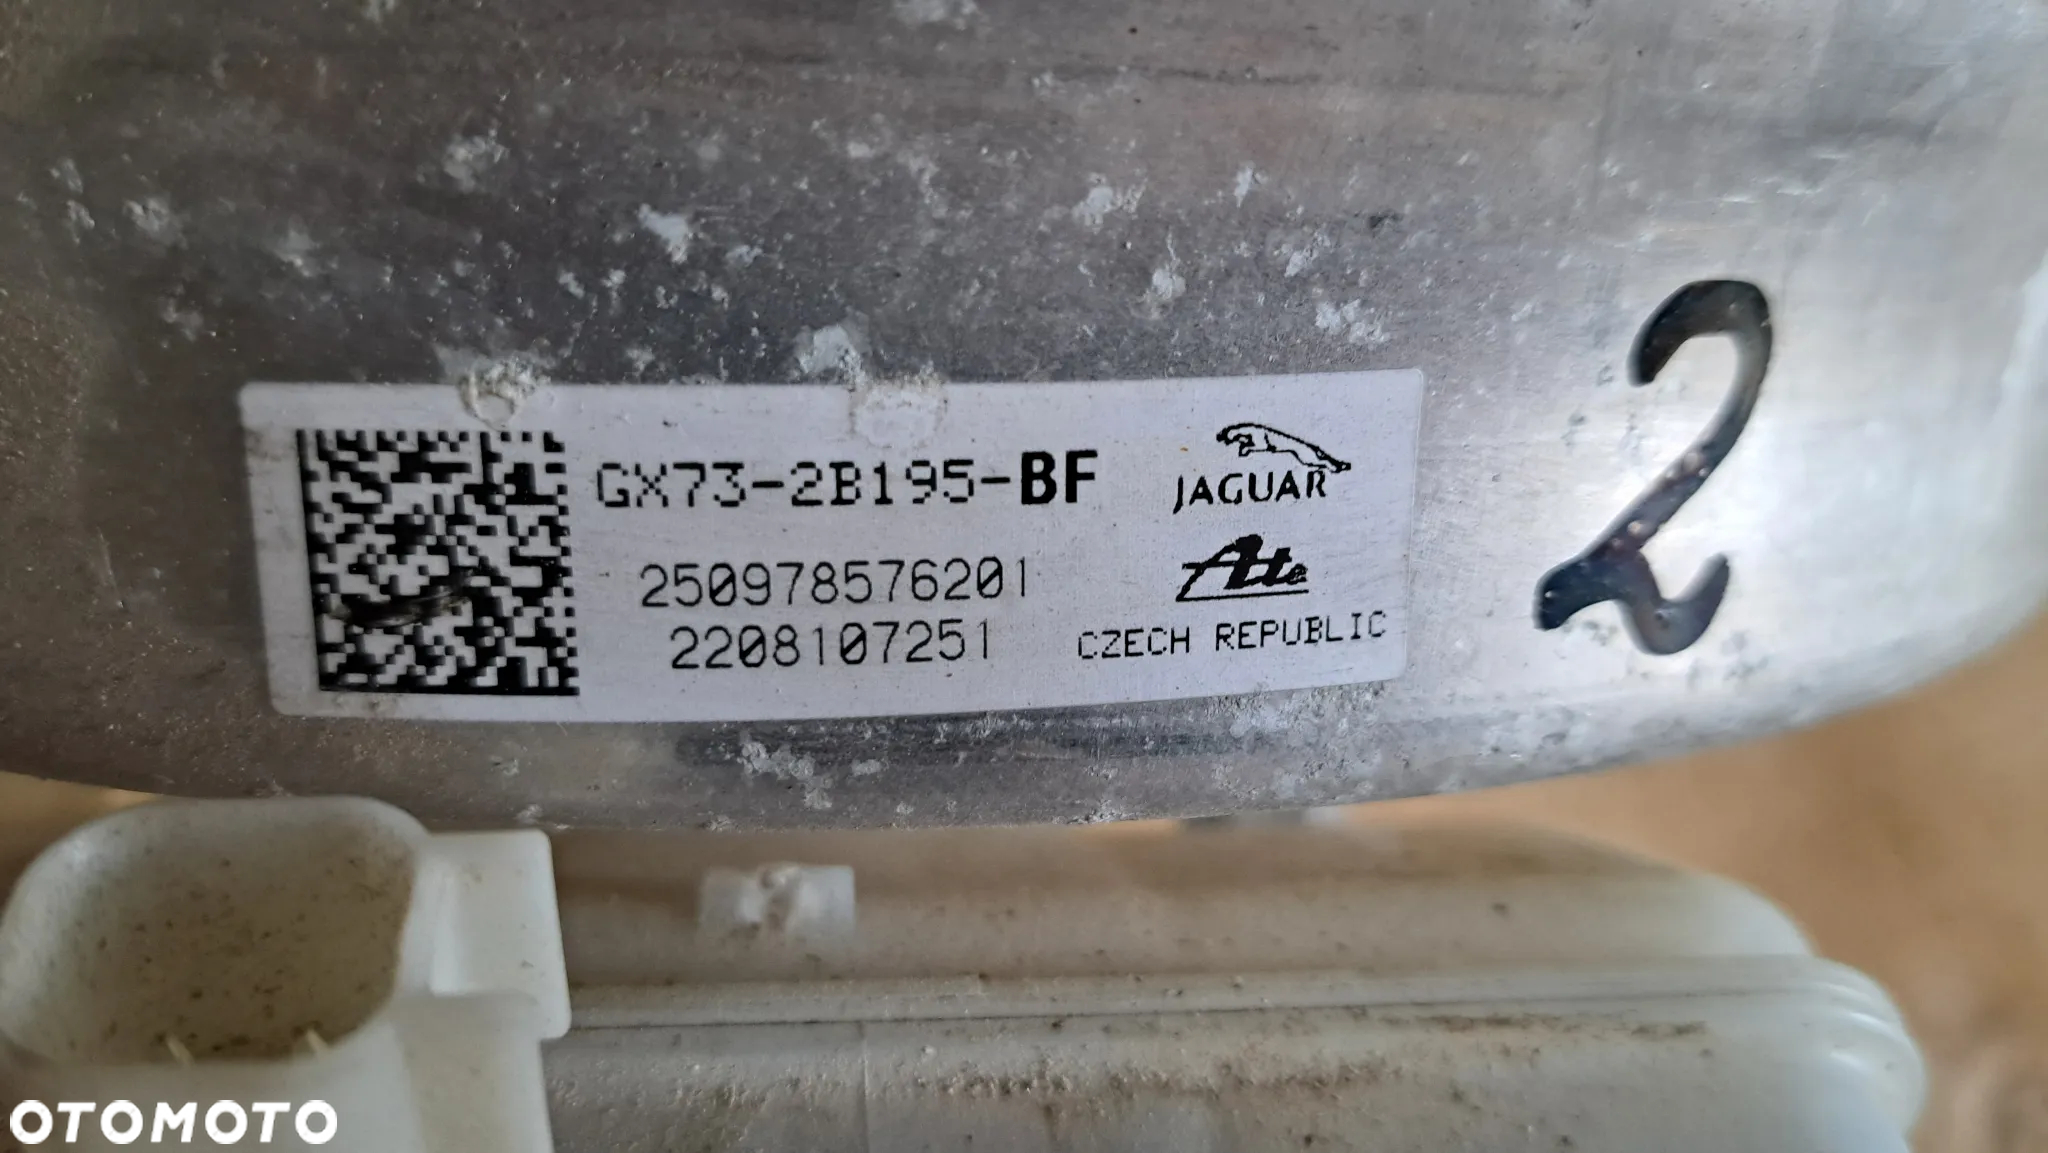 GX73-2B195-BF
JAGUAR
250978576201
Ate
2208107251
CZECH REPUBLIC
2
OTOMOTO